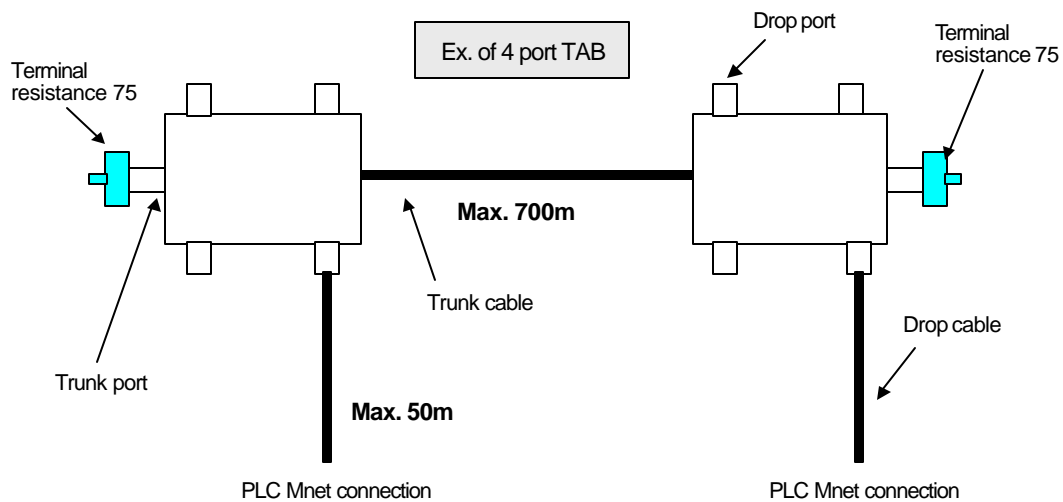 Drop port
Terminal
resistance 75
Ex. of 4 port TAB
Terminal
resistance 75
Max. 700m
Trunk cable
Drop cable
Trunk port
Max. 50m
PLC Mnet connection
PLC Mnet connection